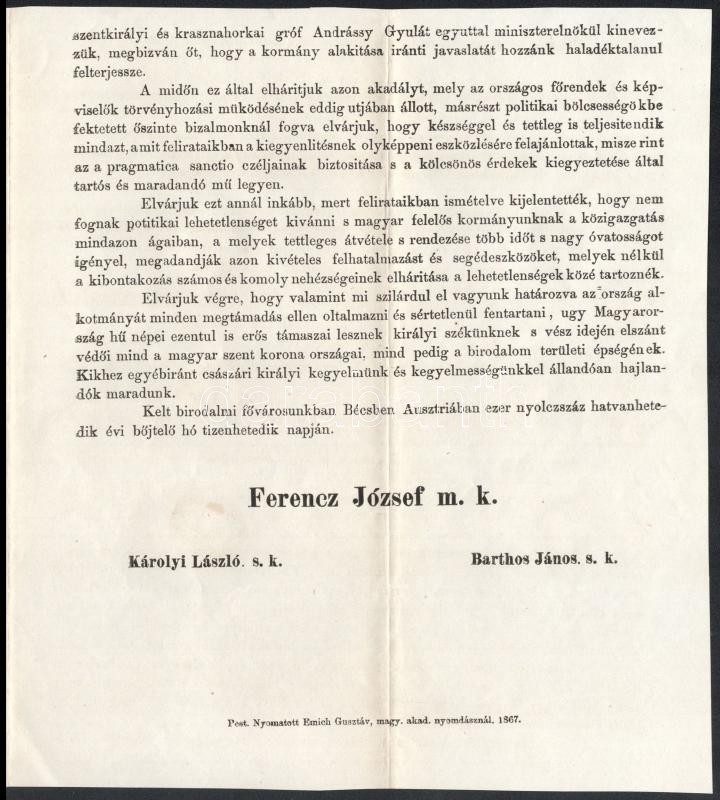 szentkirályi és krasznahorkai gróf Andrássy Gyulát egyuttal miniszterelnökül kinevez-
zük, megbizván őt, hogy a kormány alakitása iránti javaslatát hozzánk haladéktalanul
felterjessze.
A midőn ez által elháritjuk azon akadályt, mely az országos főrendek és kép-
viselők törvényhozási müködésének eddig utjában állott, másrészt politikai bölcsességökbe
fektetett őszinte bizalmonknál fogva elvárjuk, hogy készséggel és tettleg is teljesitendik
mindazt, amit felirataikban a kiegyenlitésnek olyképpeni eszközlésére felajánlottak, misze rint
az a pragmatica sanctio czéljainak biztositása s a kölcsönös érdekek kiegyeztetése által
tartós és maradandó mű legyen.
Elvárjuk ezt annál inkább, mert felirataikban ismételve kijelentették, hogy nem
fognak potitikai lehetetlenséget kivánni s magyar felelős kormányunknak a közigazgatás
mindazon ágaiban, a melyek tettleges átvétele s rendezése több időt s nagy óvatosságot
igényel, megadandják azon kivételes felhatalmazást és segédeszközöket, melyek nélkül
a kibontakozás számos és komoly nehézségeinek elháritása a lehetetlenségek közé tartoznék.
Elvárjuk végre, hogy valamint mi szilárdul el vagyunk határozva az ország al-
kotmányát minden megtámadás ellen oltalmazni és sértetlenül fentartani, ugy Magyaror-
szág hű népei ezentul is erős támaszai lesznek királyi székünknek s vész idején elszánt
védői mind a magyar szent korona országai, mind pedig a birodalom területi épségének.
Kikhez egyébiránt császári királyi kegyelmünk és kegyelmességünkkel állandóan hajlan-
dók maradunk.
Kelt birodalmi fővárosunkban Bécsben Ausztriában ezer nyolczszáz hatvanhete-
dik évi bőjtelő hó tizenhetedik napján.
Ferencz József m. k.
Károlyi László. s. k.
Barthos János. s. k.
Pest. Nyomatott Emich Gusztáv, magy. akad. nyomdásznál. 1867.